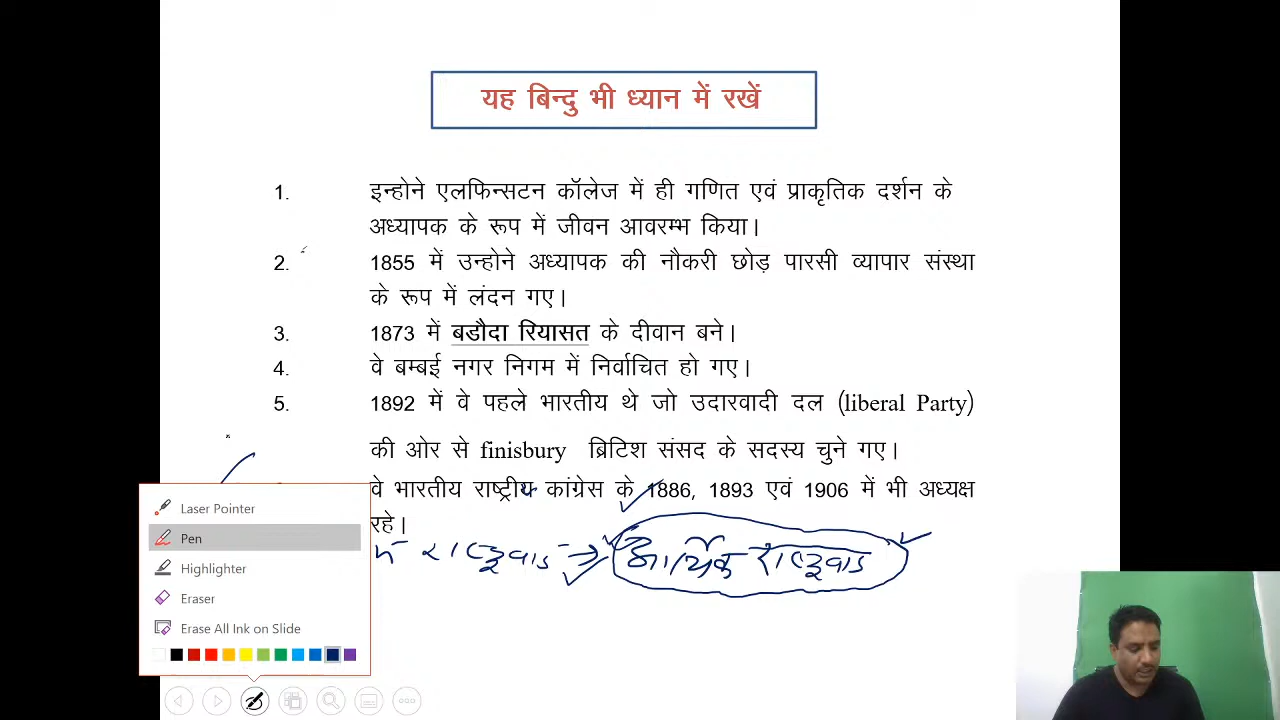 यह बिन्दु भी ध्यान में रखें
1. इन्होने एलफिन्सटन कॉलेज में ही गणित एवं प्राकृतिक दर्शन के
अध्यापक के रूप में जीवन आवरम्भ किया।
2. 1855 में उन्होने अध्यापक की नौकरी छोड़ पारसी व्यापार संस्था
के रूप में लंदन गए।
3. 1873 में बडौदा रियासत के दीवान बने।
4. वे बम्बई नगर निगम में निर्वाचित हो गए।
5. 1892 में वे पहले भारतीय थे जो उदारवादी दल (liberal Party)
की ओर से finisbury ब्रिटिश संसद के सदस्य चुने गए।
वे भारतीय राष्ट्रीय कांग्रेस के 1886, 1893 एवं 1906 में भी अध्यक्ष
रहे।
राष्ट्रवाद आर्थिक राष्ट्रवाद
Laser Pointer
Pen
Highlighter
Eraser
Erase All Ink on Slide